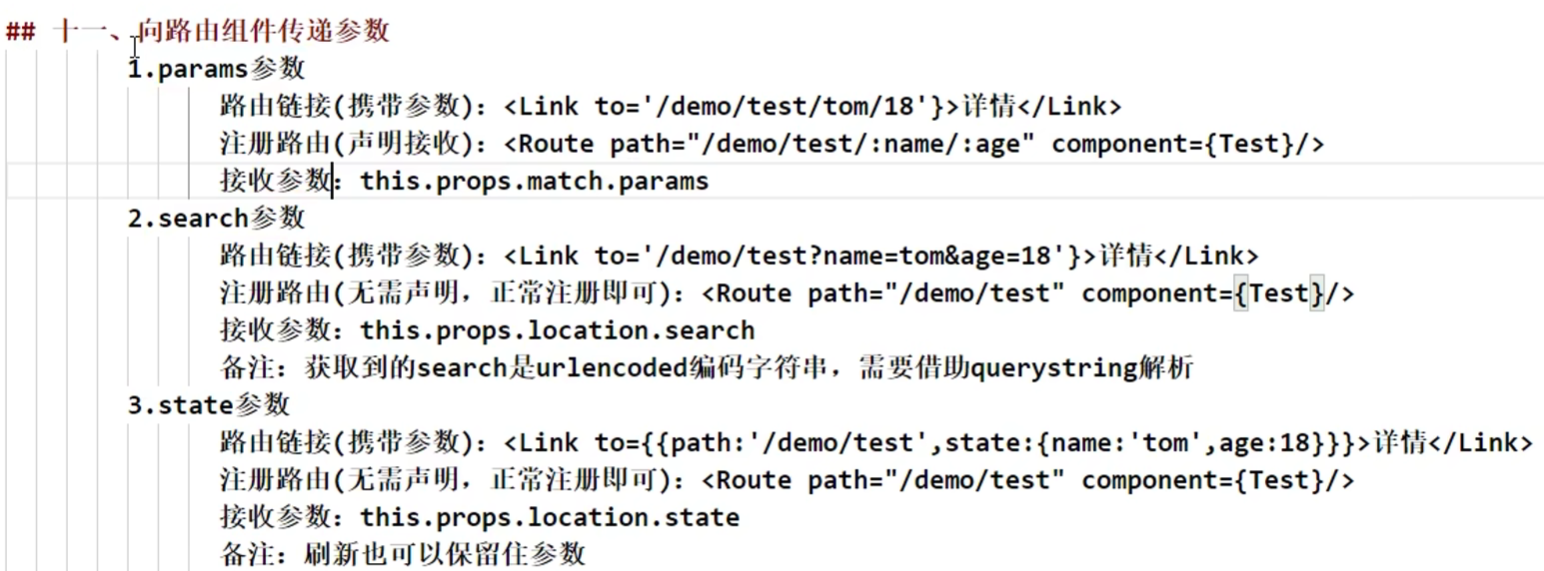 ## 十一、向路由组件传递参数
1.params参数
路由链接(携带参数)：<Link to='/demo/test/tom/18'}>详情</Link>
注册路由(声明接收)：<Route path="/demo/test/:name/:age" component={Test}/>
接收参数：this.props.match.params
2.search参数
路由链接(携带参数)：<Link to='/demo/test?name=tom&age=18'}>详情</Link>
注册路由(无需声明，正常注册即可)：<Route path="/demo/test" component={Test}/>
接收参数：this.props.location.search
备注：获取到的search是urlencoded编码字符串，需要借助querystring解析
3.state参数
路由链接(携带参数)：<Link to={{path:'/demo/test',state:{name:'tom',age:18}}}>详情</Link>
注册路由(无需声明，正常注册即可)：<Route path="/demo/test" component={Test}/>
接收参数：this.props.location.state
备注：刷新也可以保留住参数